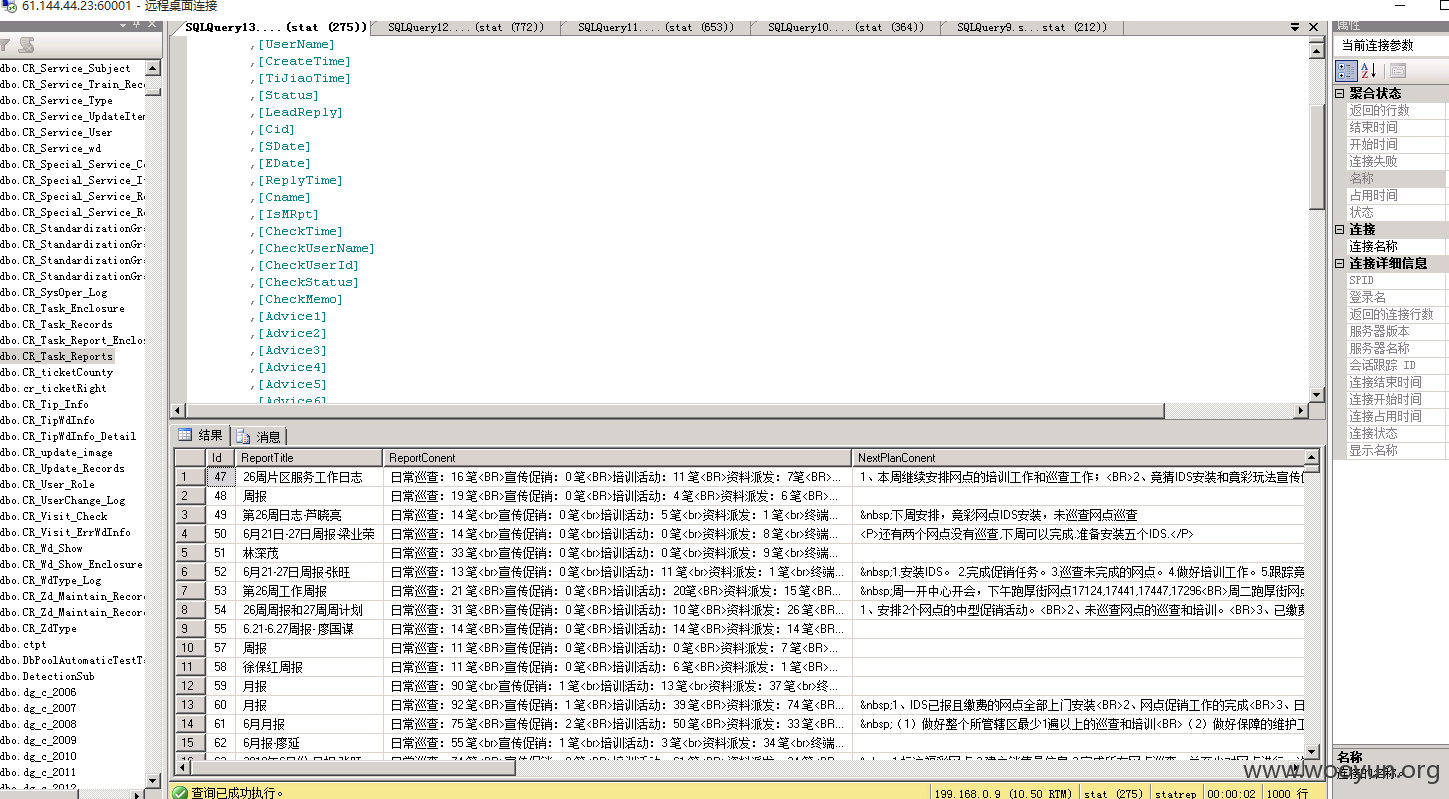 61.144.44.23:60001 - 远程桌面连接
SQLQuery13....(stat (275))
SQLQuery12....(stat (772))
SQLQuery11....(stat (653))
SQLQuery10....(stat (364))
SQLQuery9.s...stat (212))
属性
当前连接参数
dbo.CR_Service_Subject
dbo.CR_Service_Train_Rec
dbo.CR_Service_Type
dbo.CR_Service_UpdateIte
dbo.CR_Service_User
dbo.CR_Service_wd
dbo.CR_Special_Service_C
dbo.CR_Special_Service_I
dbo.CR_Special_Service_R
dbo.CR_Special_Service_R
dbo.CR_StandardizationGr
dbo.CR_StandardizationGr
dbo.CR_StandardizationGr
dbo.CR_StandardizationGr
dbo.CR_SysOper_Log
dbo.CR_Task_Enclosure
dbo.CR_Task_Records
dbo.CR_Task_Report_Enclos
dbo.CR_Task_Reports
dbo.CR_ticketCounty
dbo.cr_ticketRight
dbo.CR_Tip_Info
dbo.CR_TipWdInfo
dbo.CR_TipWdInfo_Detail
dbo.CR_update_image
dbo.CR_Update_Records
dbo.CR_User_Role
dbo.CR_UserChange_Log
dbo.CR_Visit_Check
dbo.CR_Visit_ErrWdInfo
dbo.CR_Wd_Show
dbo.CR_Wd_Show_Enclosure
dbo.CR_WdType_Log
dbo.CR_Zd_Maintain_Recor
dbo.CR_Zd_Maintain_Recor
dbo.CR_ZdType
dbo.ctpt
dbo.DbPoolAutomaticTestT
dbo.DetectionSub
dbo.dg_c_2006
dbo.dg_c_2007
dbo.dg_c_2008
dbo.dg_c_2009
dbo.dg_c_2010
dbo.dg_c_2011
dbo.dg_c_2012
,[UserName]
,[CreateTime]
,[TiJiaoTime]
,[Status]
,[LeadReply]
,[Cid]
,[SDate]
,[EDate]
,[ReplyTime]
,[Cname]
,[IsMRpt]
,[CheckTime]
,[CheckUserName]
,[CheckUserId]
,[CheckStatus]
,[CheckMemo]
,[Advice1]
,[Advice2]
,[Advice3]
,[Advice4]
,[Advice5]
,[Advice6]
结果 消息
Id ReportTitle ReportConent NextPlanConent
1 47 26周片区服务工作日志 日常巡查：16笔<BR>宣传促销：0笔<BR>培训活动：11笔<BR>资料派发：7笔<BR>... 1、本周继续安排网点的培训工作和巡查工作；<BR>2、竞猜IDS安装和竞彩玩法宣传
2 48 周报 日常巡查：19笔<BR>宣传促销：0笔<BR>培训活动：4笔<BR>资料派发：6笔<BR>...
3 49 第26周日志-芦晓亮 日常巡查：14笔<br>宣传促销：0笔<br>培训活动：5笔<br>资料派发：1笔<br>终端... &nbsp;下周安排，竞彩网点IDS安装，未巡查网点巡查
4 50 6月21日-27日周报-梁业荣 日常巡查：14笔<br>宣传促销：0笔<br>培训活动：0笔<br>资料派发：8笔<br>终端... <P>还有两个网点没有巡查,下周可以完成.准备安装五个IDS.</P>
5 51 林深茂 日常巡查：33笔<br>宣传促销：0笔<br>培训活动：0笔<br>资料派发：9笔<br>终端...
6 52 6月21-27日周报-张旺 日常巡查：13笔<br>宣传促销：0笔<br>培训活动：11笔<br>资料派发：1笔<br>终端... &nbsp;1.安装IDS。 2.完成促销任务。3.巡查未完成的网点。4.做好培训工作。5.跟踪竞
7 53 第26周工作周报 日常巡查：21笔<BR>宣传促销：0笔<BR>培训活动：20笔<BR>资料派发：15笔<BR>... &nbsp;周一开中心开会，下午跑厚街网点17124,17441,17447,17296<BR>周二跑厚街网点
8 54 26周周报和27周周计划 日常巡查：31笔<BR>宣传促销：0笔<BR>培训活动：10笔<BR>资料派发：26笔<BR>... 1、安排2个网点的中型促销活动。<BR>2、未巡查网点的巡查和培训。<BR>3、已缴费
9 55 6.21-6.27周报- 廖国谋 日常巡查：14笔<BR>宣传促销：0笔<BR>培训活动：14笔<BR>资料派发：14笔<BR>...
10 57 周报 日常巡查：11笔<BR>宣传促销：0笔<BR>培训活动：0笔<BR>资料派发：7笔<BR>...
11 58 徐保红周报 日常巡查：11笔<BR>宣传促销：0笔<BR>培训活动：6笔<BR>资料派发：1笔<BR>...
12 59 月报 日常巡查：90笔<br>宣传促销：1笔<br>培训活动：13笔<br>资料派发：37笔<br>终...
13 60 月报 日常巡查：92笔<BR>宣传促销：1笔<BR>培训活动：39笔<BR>资料派发：74笔<BR>... &nbsp;1、IDS已报且缴费的网点全部上门安装<BR>2、网点促销工作的完成<BR>3、日
14 61 6月月报 日常巡查：75笔<BR>宣传促销：2笔<BR>培训活动：50笔<BR>资料派发：33笔<BR>... &nbsp;（1）做好整个所管辖区最少1遍以上的巡查和培训<BR>（2）做好保障的维护工
15 62 6月报-廖延 日常巡查：55笔<BR>宣传促销：1笔<BR>培训活动：3笔<BR>资料派发：34笔<BR>...
聚合状态
返回的行数
结束时间
开始时间
连接失败
名称
占用时间
状态
连接
连接名称
连接详细信息
SPID
登录名
返回的连接行数
服务器版本
服务器名称
会话跟踪 ID
连接结束时间
连接开始时间
连接占用时间
连接状态
显示名称
名称
连接的名称。
www.wooyun.org
查询已成功执行。
199.168.0.9 (10.50 RTM) stat (275) statrep 00:00:02 1000 行